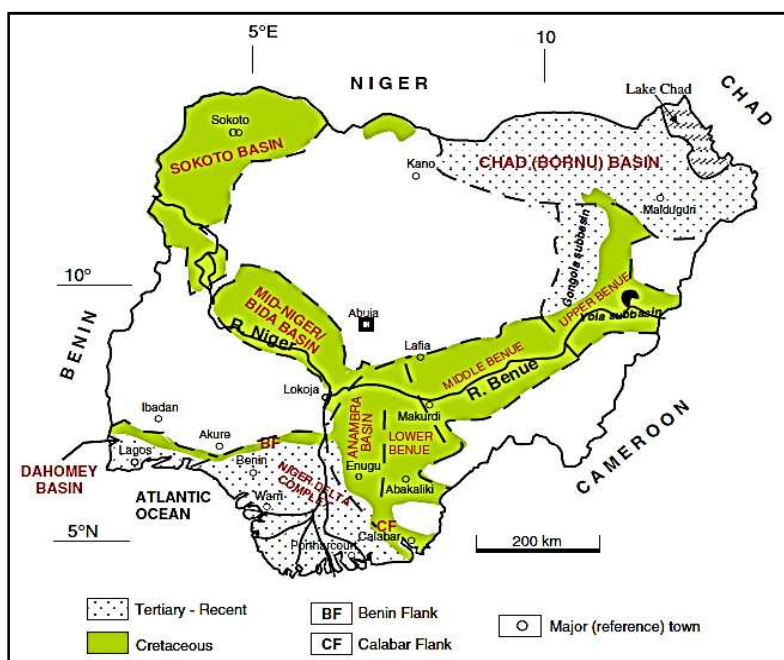 5°E
10
NIGER
CHAD
Lake Chad
Sokoto
SOKOTO BASIN
Kano
CHAD (BORNU) BASIN
Maiduguri
10°
BENIN
MID-NIGER/
BIDA BASIN
R. Niger
Abuja
Gongola subbasin
UPPER BENUE
Yola subbasin
Lafia
MIDDLE BENUE
R. Benue
Lokoja
Makurdi
CAMEROON
Ibadan
Akure
BF
ANAMBRA
BASIN
LOWER
BENUE
Lagos
Benin
Enugu
DAHOMEY
BASIN
ATLANTIC
OCEAN
Warri
NIGER DELTA
COMPLEX
Abakaliki
5°N
CF
Calabar
Portharcourt
200 km
Tertiary - Recent
BF
Benin Flank
Major (reference) town
Cretaceous
CF
Calabar Flank